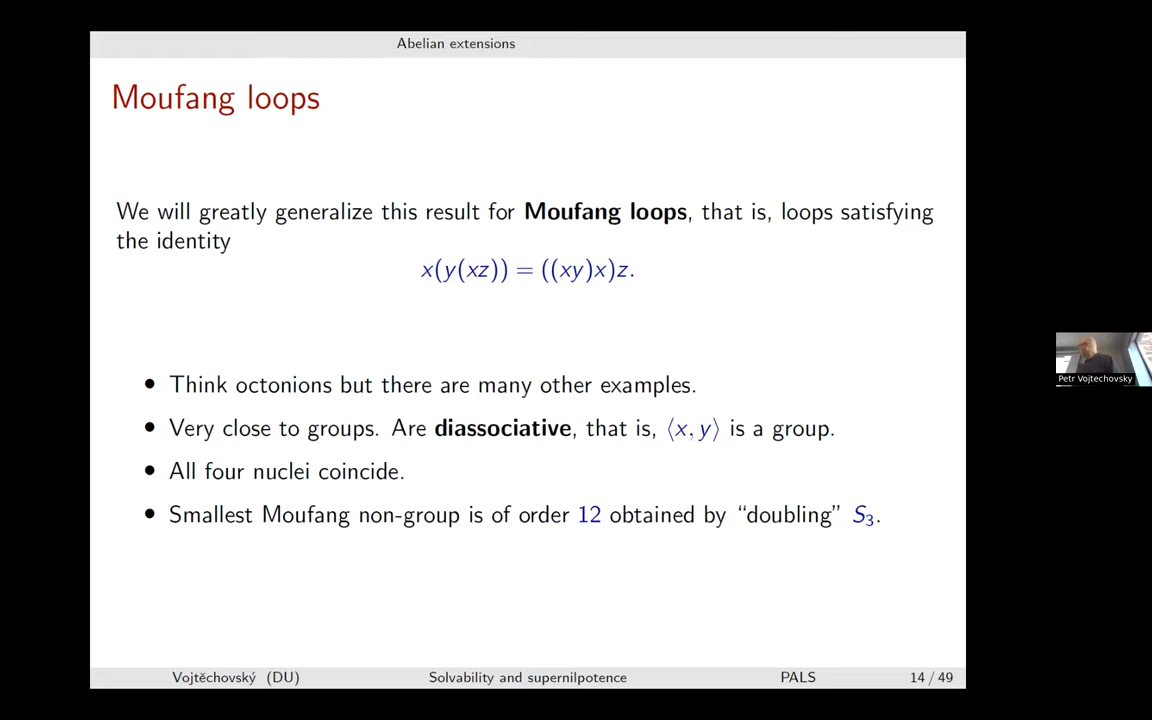 Abelian extensions
Moufang loops
We will greatly generalize this result for Moufang loops, that is, loops satisfying
the identity
x(y(xz)) = ((xy)x)z.
• Think octonions but there are many other examples.
• Very close to groups. Are diassociative, that is, ⟨x, y⟩ is a group.
• All four nuclei coincide.
• Smallest Moufang non-group is of order 12 obtained by “doubling” S₃.
Vojtěchovský (DU) Solvability and supernilpotence PALS 14 / 49
Petr Vojtechovsky